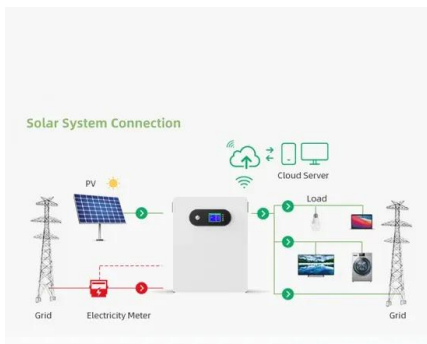 Solar System Connection
Cloud Server
PV
Load
Grid
Electricity Meter
Grid